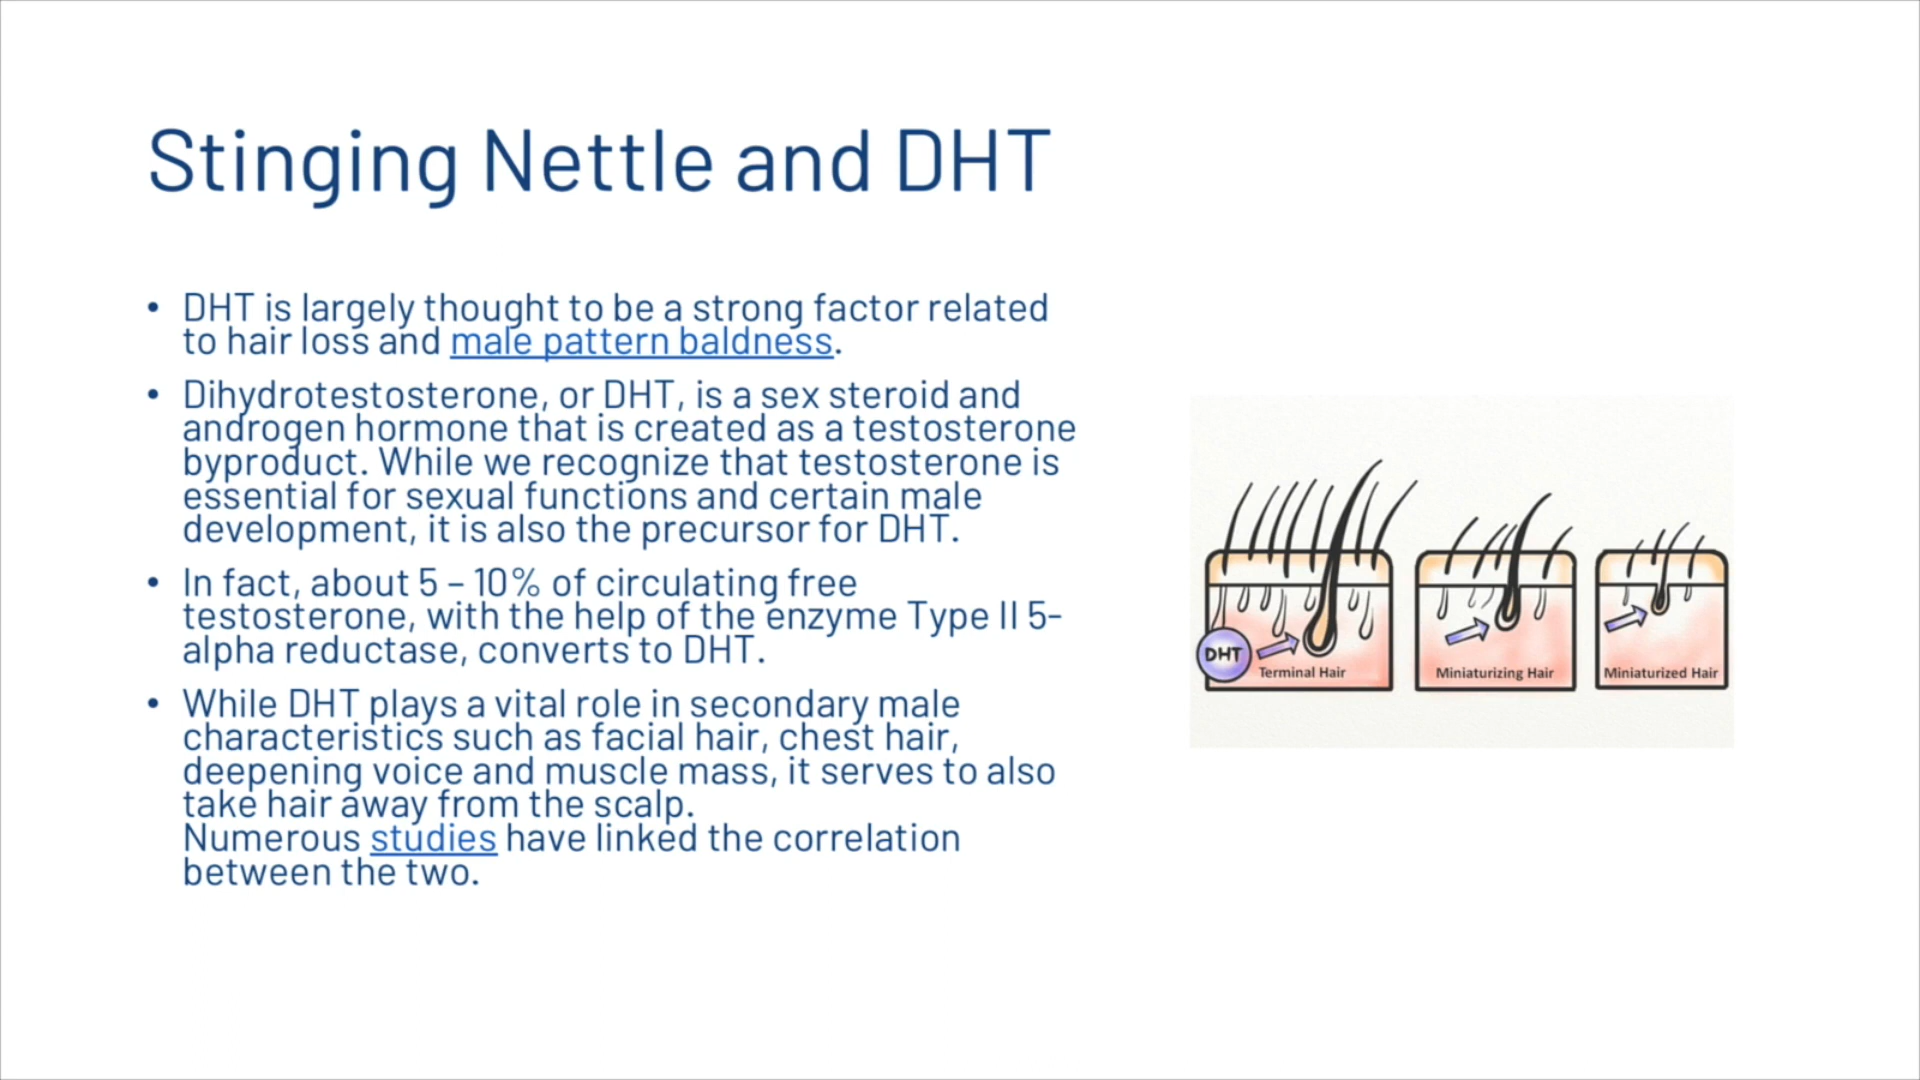 Stinging Nettle and DHT
• DHT is largely thought to be a strong factor related
to hair loss and male pattern baldness.
• Dihydrotestosterone, or DHT, is a sex steroid and
androgen hormone that is created as a testosterone
byproduct. While we recognize that testosterone is
essential for sexual functions and certain male
development, it is also the precursor for DHT.
• In fact, about 5 – 10% of circulating free
testosterone, with the help of the enzyme Type II 5-
alpha reductase, converts to DHT.
• While DHT plays a vital role in secondary male
characteristics such as facial hair, chest hair,
deepening voice and muscle mass, it serves to also
take hair away from the scalp.
Numerous studies have linked the correlation
between the two.
DHT
Terminal Hair
Miniaturizing Hair
Miniaturized Hair